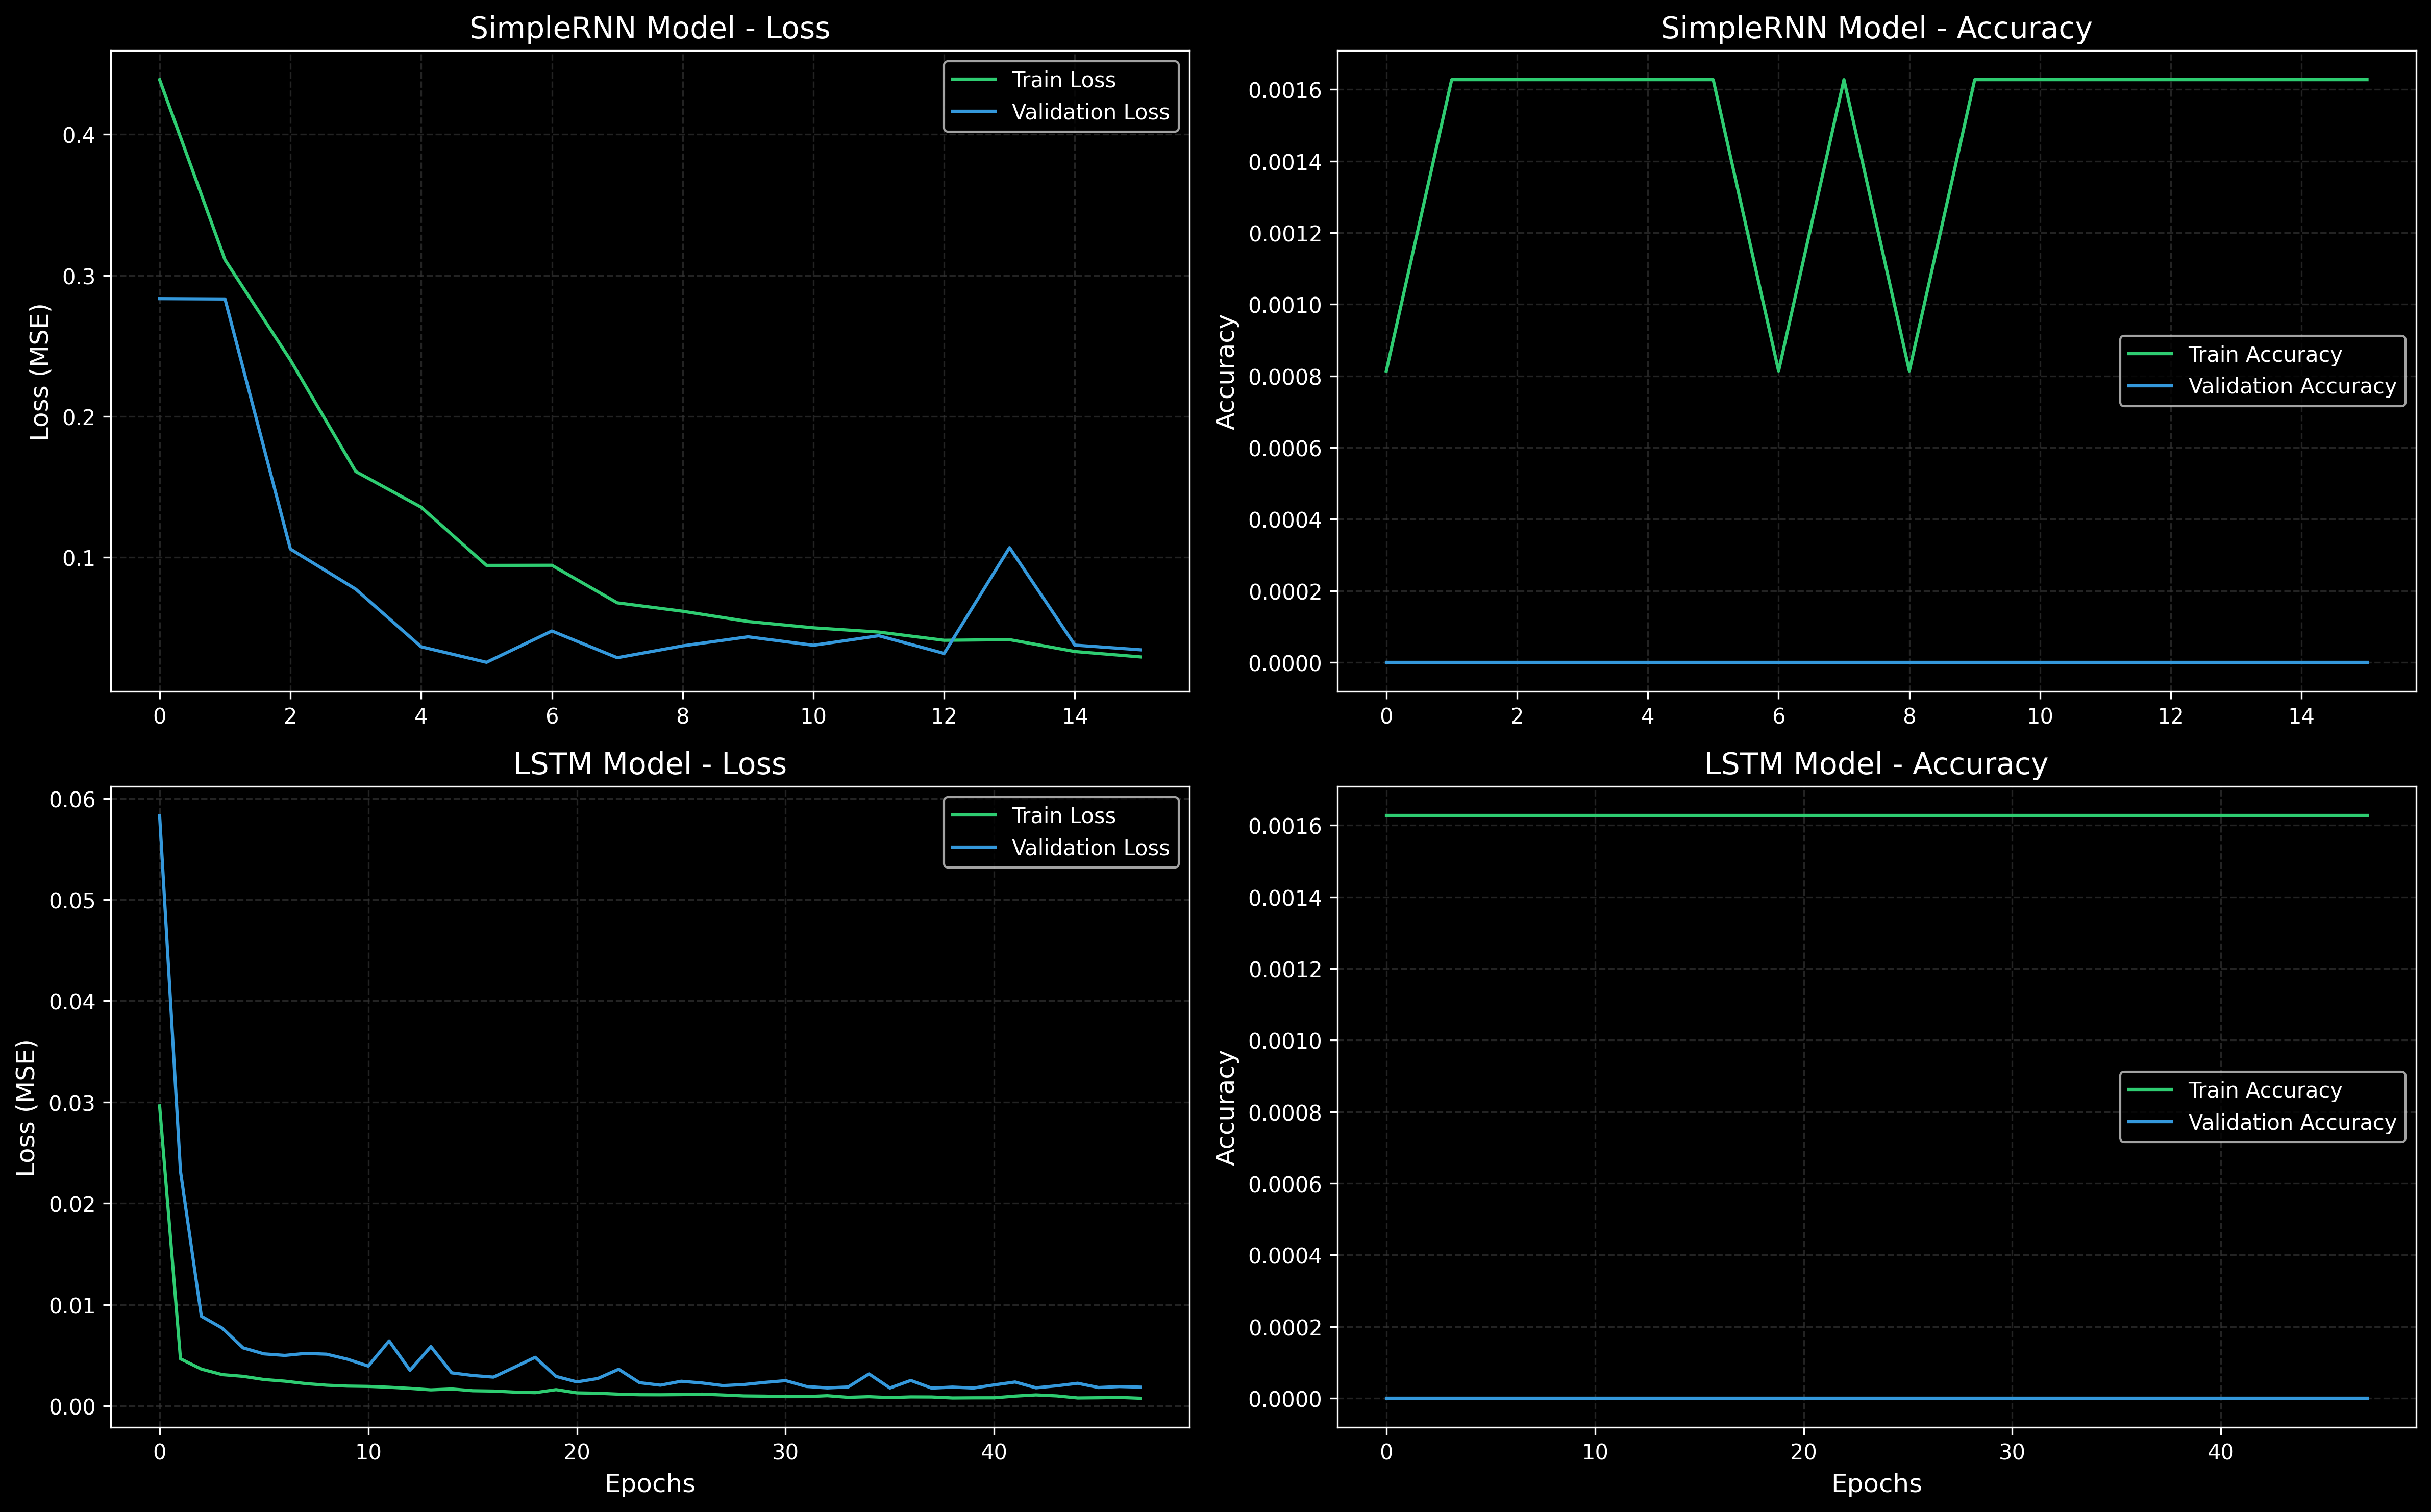 SimpleRNN Model - Loss
Train Loss
Validation Loss
Loss (MSE)
0.4
0.3
0.2
0.1
0 2 4 6 8 10 12 14
SimpleRNN Model - Accuracy
Train Accuracy
Validation Accuracy
Accuracy
0.0016
0.0014
0.0012
0.0010
0.0008
0.0006
0.0004
0.0002
0.0000
0 2 4 6 8 10 12 14
LSTM Model - Loss
Train Loss
Validation Loss
Loss (MSE)
0.06
0.05
0.04
0.03
0.02
0.01
0.00
0 10 20 30 40
Epochs
LSTM Model - Accuracy
Train Accuracy
Validation Accuracy
Accuracy
0.0016
0.0014
0.0012
0.0010
0.0008
0.0006
0.0004
0.0002
0.0000
0 10 20 30 40
Epochs